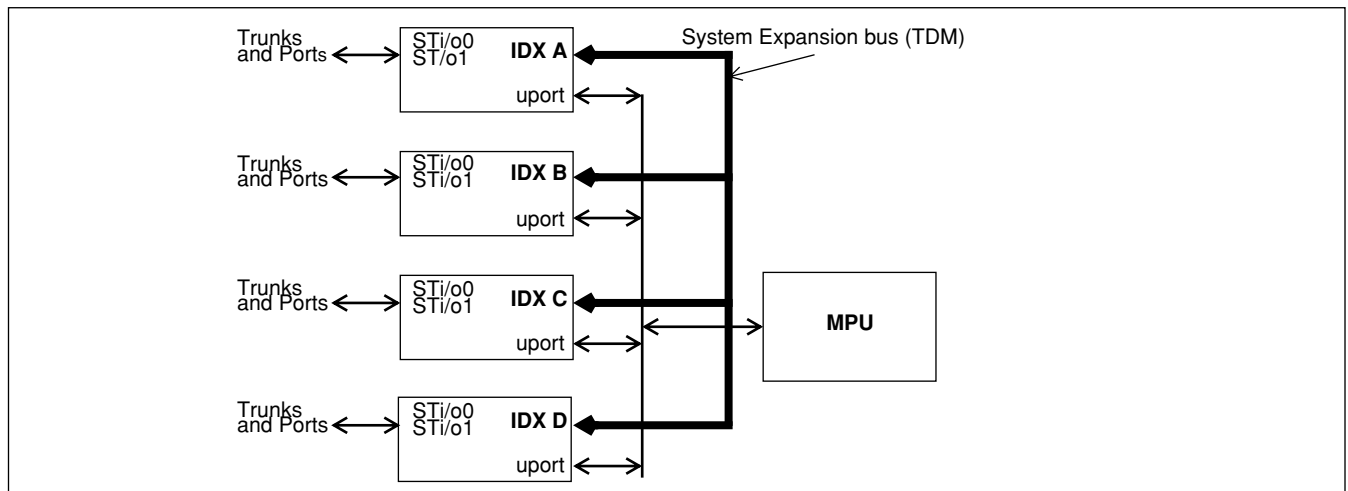 System Expansion bus (TDM)
Trunks
and Ports
STi/o0
ST/o1
IDX A
uport
Trunks
and Ports
STi/o0
STi/o1
IDX B
uport
Trunks
and Ports
STi/o0
STi/o1
IDX C
uport
MPU
Trunks
and Ports
STi/o0
STi/o1
IDX D
uport